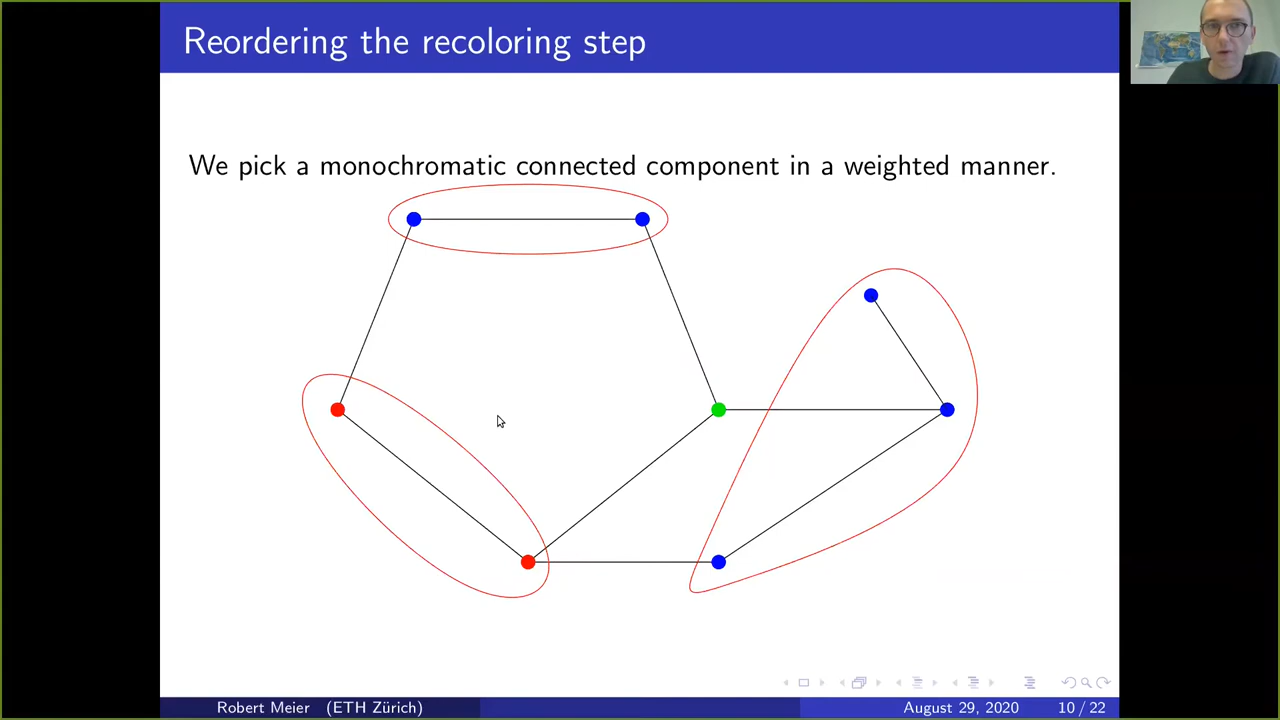 Reordering the recoloring step
We pick a monochromatic connected component in a weighted manner.
Robert Meier (ETH Zürich)
August 29, 2020
10 / 22